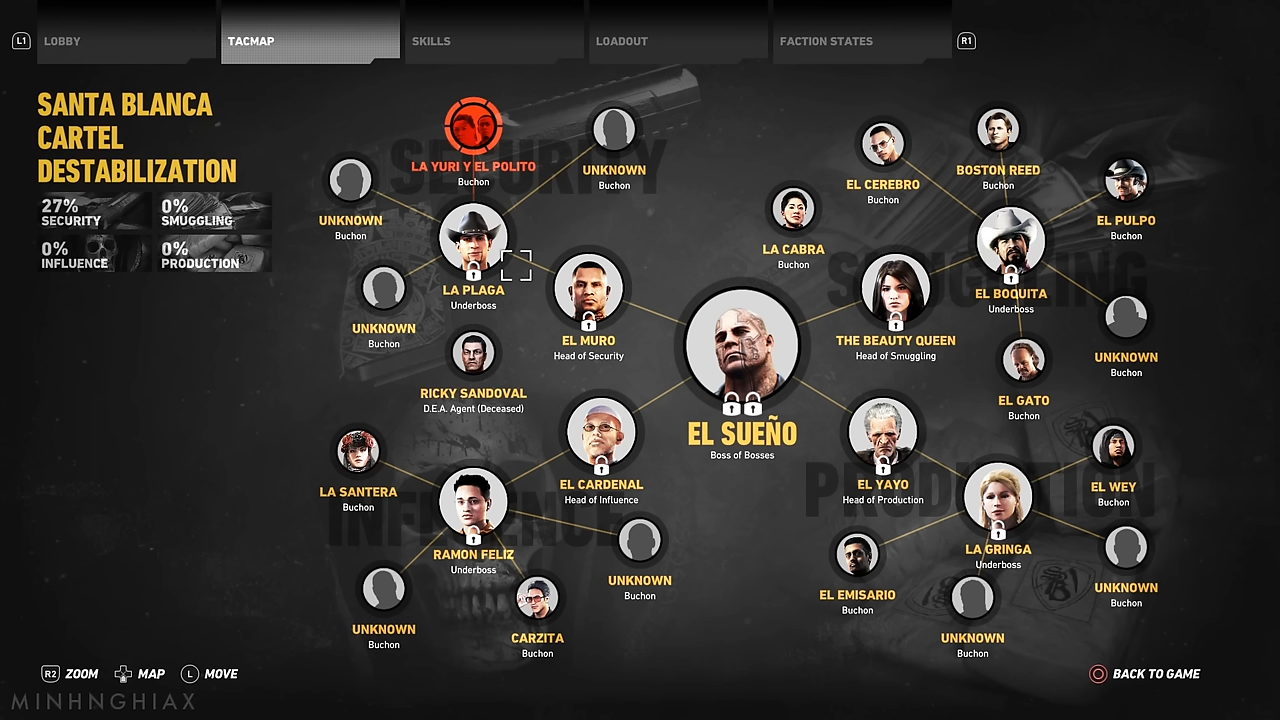 L1
LOBBY
TACMAP
SKILLS
LOADOUT
FACTION STATES
R1
SANTA BLANCA
CARTEL
DESTABILIZATION
27%
SECURITY
0%
SMUGGLING
0%
INFLUENCE
0%
PRODUCTION
SECURITY
LA YURI Y EL POLITO
Buchon
UNKNOWN
Buchon
UNKNOWN
Buchon
LA PLAGA
Underboss
UNKNOWN
Buchon
EL MURO
Head of Security
RICKY SANDOVAL
D.E.A. Agent (Deceased)
SMUGGLING
EL CEREBRO
Buchon
BOSTON REED
Buchon
EL PULPO
Buchon
LA CABRA
Buchon
EL BOQUITA
Underboss
THE BEAUTY QUEEN
Head of Smuggling
UNKNOWN
Buchon
EL GATO
Buchon
EL SUEÑO
Boss of Bosses
INFLUENCE
EL CARDENAL
Head of Influence
LA SANTERA
Buchon
RAMON FELIZ
Underboss
UNKNOWN
Buchon
UNKNOWN
Buchon
CARZITA
Buchon
PRODUCTION
EL YAYO
Head of Production
EL WEY
Buchon
LA GRINGA
Underboss
EL EMISARIO
Buchon
UNKNOWN
Buchon
UNKNOWN
Buchon
R2 ZOOM
MAP
L MOVE
BACK TO GAME
MINHNGHIAX